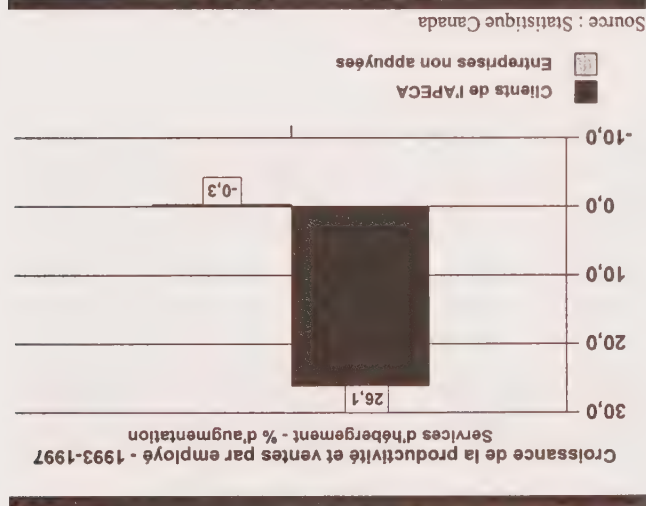 Croissance de la productivité et ventes par employé - 1993-1997
Services d'hébergement - % d'augmentation
30,0
20,0
10,0
0,0
-10,0
26,1
-0,3
Clients de l'APECA
Entreprises non appuyées
Source : Statistique Canada